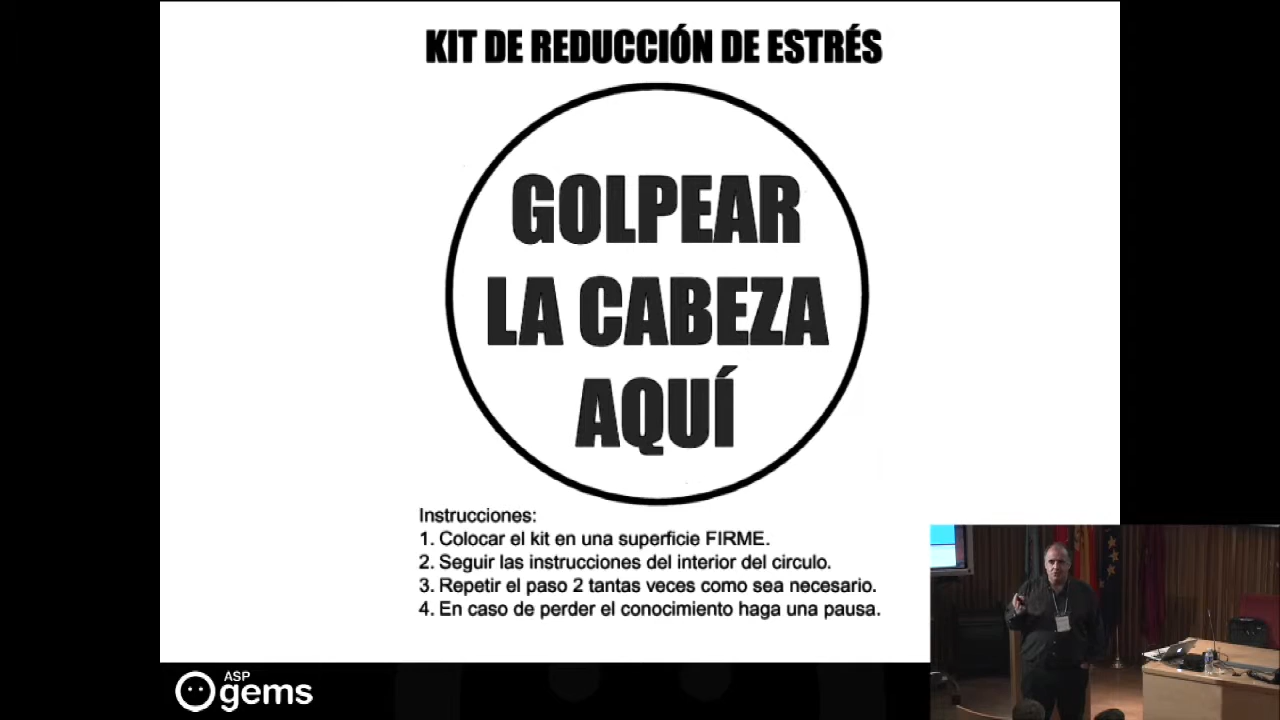 KIT DE REDUCCIÓN DE ESTRÉS
GOLPEAR
LA CABEZA
AQUÍ
Instrucciones:
1. Colocar el kit en una superficie FIRME.
2. Seguir las instrucciones del interior del circulo.
3. Repetir el paso 2 tantas veces como sea necesario.
4. En caso de perder el conocimiento haga una pausa.
ASP
gems